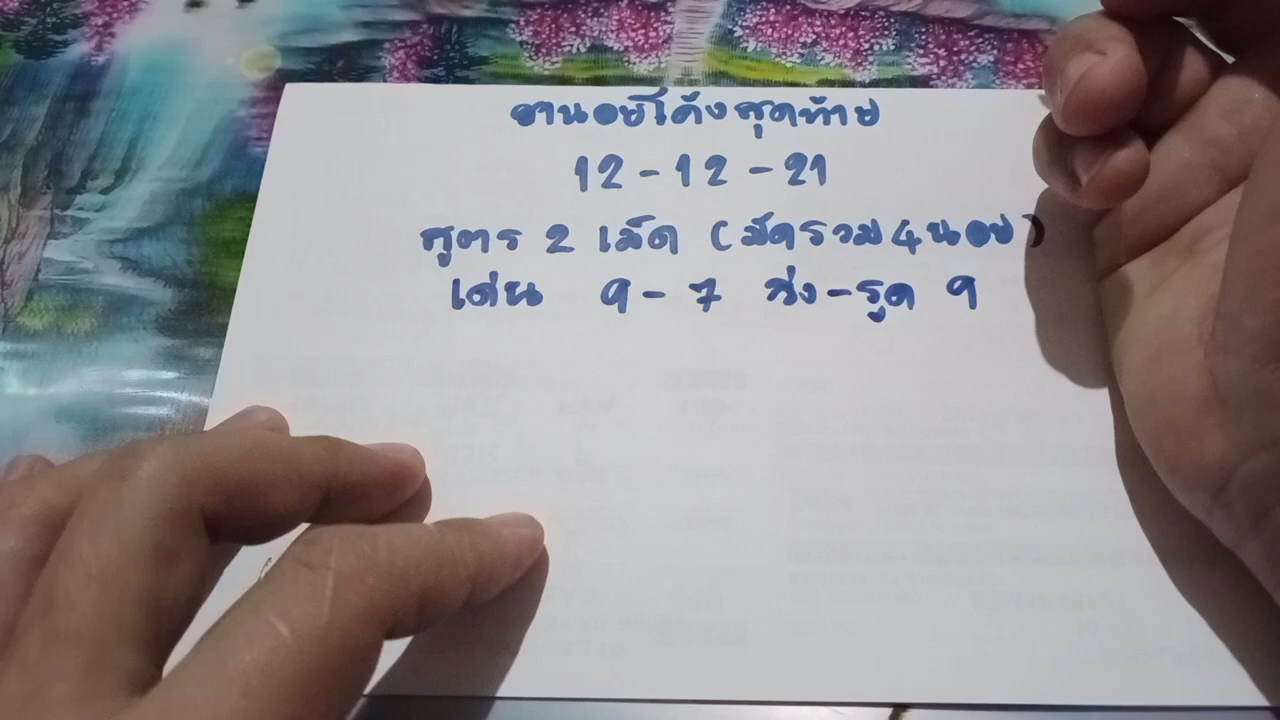 ฮานอยโค้งสุดท้าย
12-12-21
สูตร 2 เม็ด (มัดรวม4นอย)
เด่น 9-7 วิ่ง-รูด 9